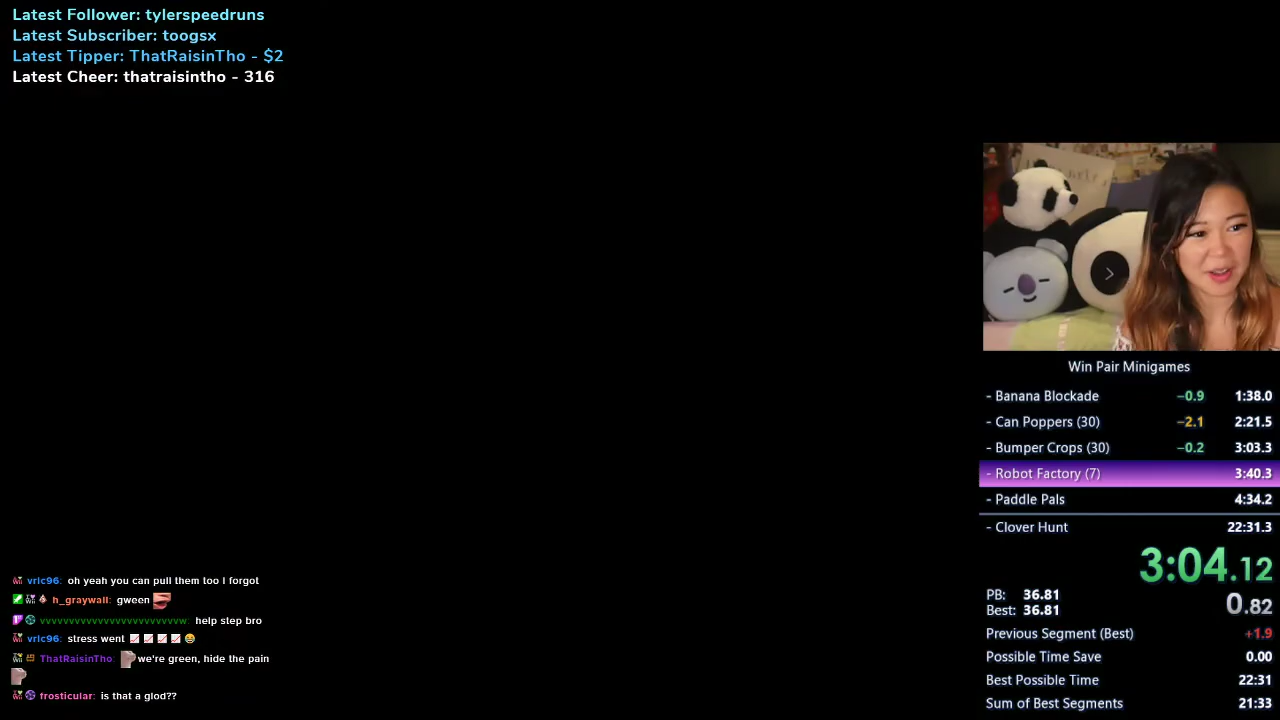 Latest Follower: tylerspeedruns
Latest Subscriber: toogsx
Latest Tipper: ThatRaisinTho - $2
Latest Cheer: thatraisintho - 316
Win Pair Minigames
- Banana Blockade −0.9 1:38.0
- Can Poppers (30) −2.1 2:21.5
- Bumper Crops (30) −0.2 3:03.3
- Robot Factory (7) 3:40.3
- Paddle Pals 4:34.2
- Clover Hunt 22:31.3
3:04.12
PB: 36.81
Best: 36.81
0.82
Previous Segment (Best) +1.9
Possible Time Save 0.00
Best Possible Time 22:31
Sum of Best Segments 21:33
vric96: oh yeah you can pull them too I forgot
h_graywall: gween
vvvvvvvvvvvvvvvvvvvvvvvv: help step bro
vric96: stress went
ThatRaisinTho: we're green, hide the pain
frosticular: is that a glod??